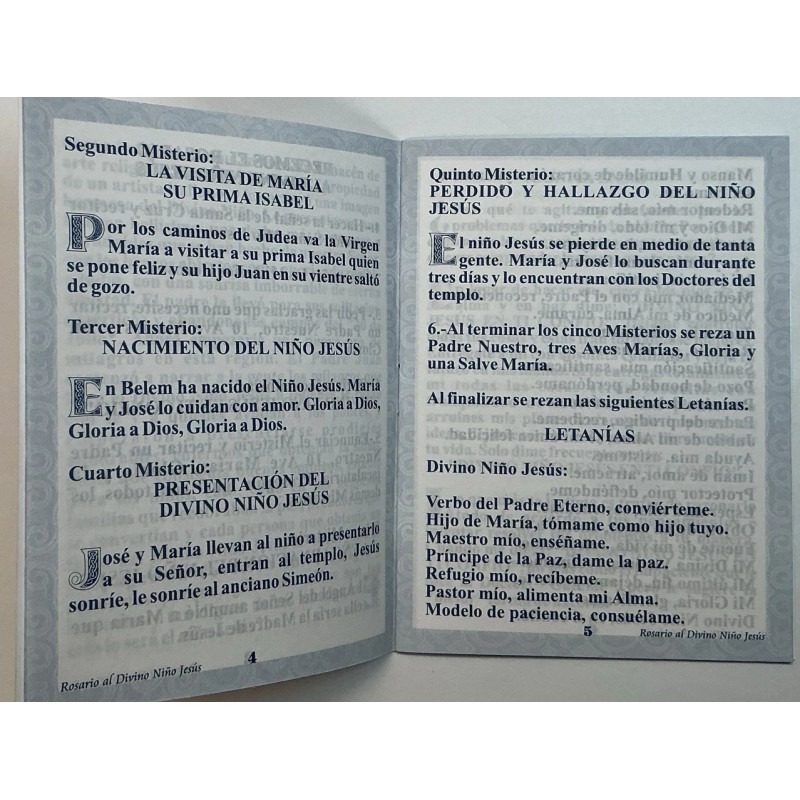 Segundo Misterio:
LA VISITA DE MARÍA
SU PRIMA ISABEL
Por los caminos de Judea va la Virgen
María a visitar a su prima Isabel quien
se pone feliz y su hijo Juan en su vientre saltó
de gozo.
Tercer Misterio:
NACIMIENTO DEL NIÑO JESÚS
En Belem ha nacido el Niño Jesús. María
y José lo cuidan con amor. Gloria a Dios,
Gloria a Dios, Gloria a Dios.
Cuarto Misterio:
PRESENTACIÓN DEL
DIVINO NIÑO JESÚS
José y María llevan al niño a presentarlo
a su Señor, entran al templo, Jesús
sonríe, le sonríe al anciano Simeón.
4
Rosario al Divino Niño Jesús
Quinto Misterio:
PERDIDO Y HALLAZGO DEL NIÑO
JESÚS
El niño Jesús se pierde en medio de tanta
gente. María y José lo buscan durante
tres días y lo encuentran con los Doctores del
templo.
6.-Al terminar los cinco Misterios se reza un
Padre Nuestro, tres Aves Marías, Gloria y
una Salve María.
Al finalizar se rezan las siguientes Letanías.
LETANÍAS
Divino Niño Jesús:
Verbo del Padre Eterno, conviérteme.
Hijo de María, tómame como hijo tuyo.
Maestro mío, enséñame.
Príncipe de la Paz, dame la paz.
Refugio mío, recíbeme.
Pastor mío, alimenta mi Alma.
Modelo de paciencia, consuélame.
5
Rosario al Divino Niño Jesús